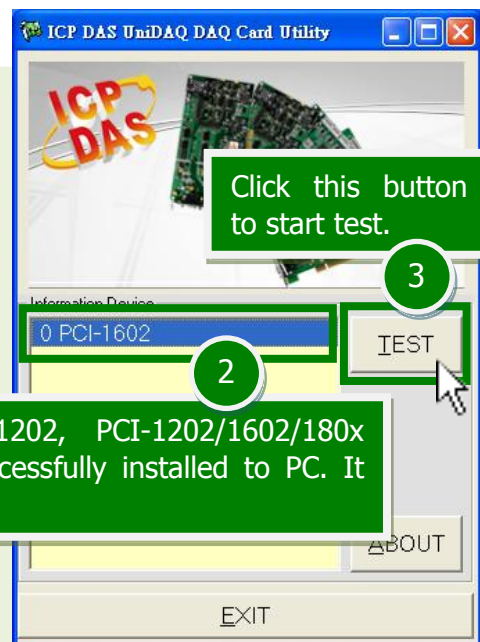 ICP DAS UniDAQ DAQ Card Utility
ICP
DAS
Click this button
to start test.
3
Information Device
0 PCI-1602
TEST
2
1202, PCI-1202/1602/180x
cessfully installed to PC. It
ABOUT
EXIT